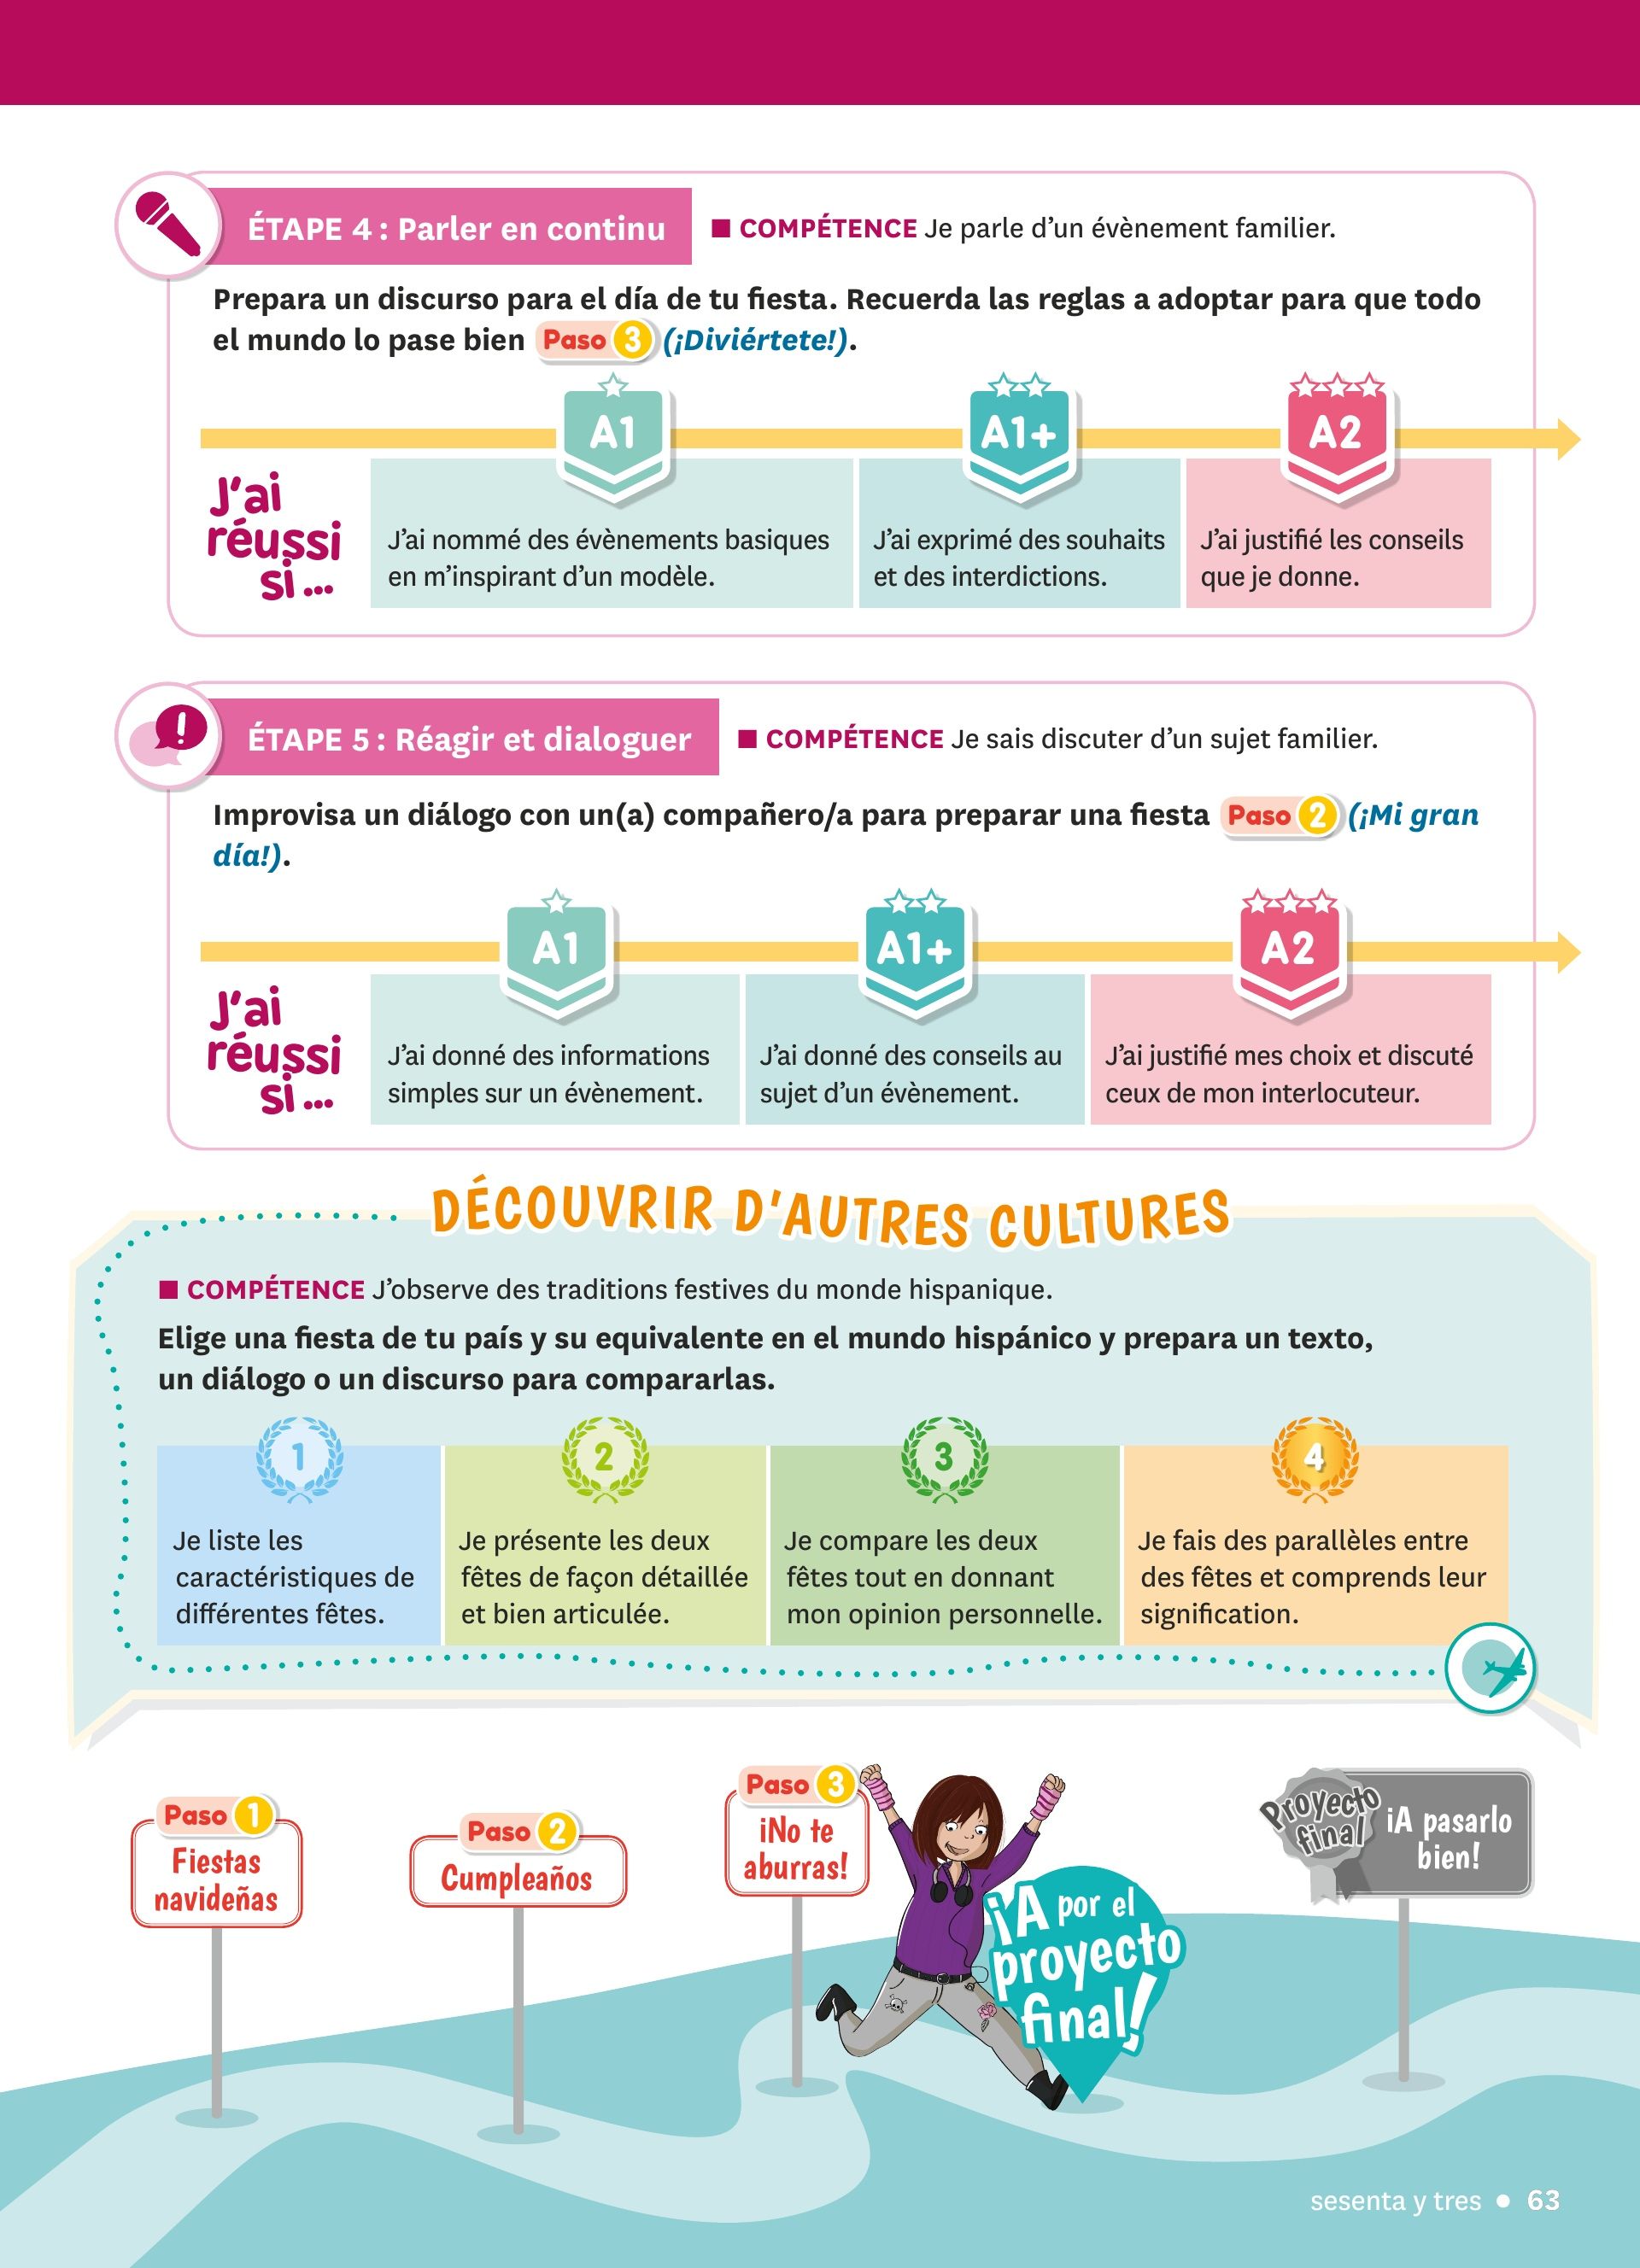 ÉTAPE 4 : Parler en continu
■ COMPÉTENCE Je parle d’un évènement familier.
Prepara un discurso para el día de tu fiesta. Recuerda las reglas a adoptar para que todo
el mundo lo pase bien Paso 3 (¡Diviértete!).
A1
A1+
A2
J’ai
réussi
si ...
J’ai nommé des évènements basiques
en m’inspirant d’un modèle.
J’ai exprimé des souhaits
et des interdictions.
J’ai justifié les conseils
que je donne.
ÉTAPE 5 : Réagir et dialoguer
■ COMPÉTENCE Je sais discuter d’un sujet familier.
Improvisa un diálogo con un(a) compañero/a para preparar una fiesta Paso 2 (¡Mi gran
día!).
A1
A1+
A2
J’ai
réussi
si ...
J’ai donné des informations
simples sur un évènement.
J’ai donné des conseils au
sujet d’un évènement.
J’ai justifié mes choix et discuté
ceux de mon interlocuteur.
DÉCOUVRIR D'AUTRES CULTURES
■ COMPÉTENCE J’observe des traditions festives du monde hispanique.
Elige una fiesta de tu país y su equivalente en el mundo hispánico y prepara un texto,
un diálogo o un discurso para compararlas.
1
Je liste les
caractéristiques de
différentes fêtes.
2
Je présente les deux
fêtes de façon détaillée
et bien articulée.
3
Je compare les deux
fêtes tout en donnant
mon opinion personnelle.
4
Je fais des parallèles entre
des fêtes et comprends leur
signification.
Paso 1
Fiestas
navideñas
Paso 2
Cumpleaños
Paso 3
¡No te
aburras!
¡A por el
proyecto
final!
Proyecto
final
¡A pasarlo
bien!
sesenta y tres • 63